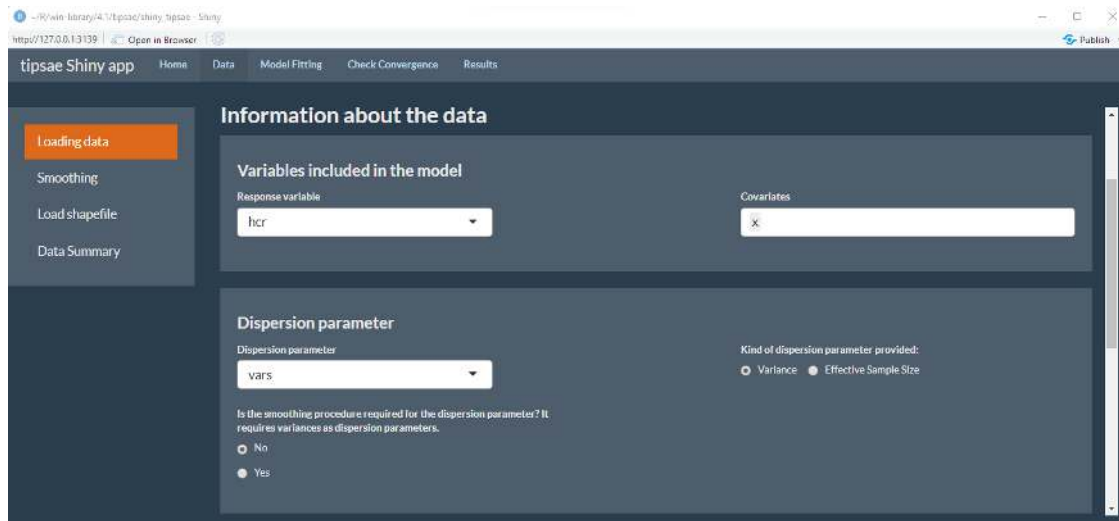 ~/R/win-library/4.1/tipsae/shiny_tipsae - Shiny
http://127.0.0.1:3139 Open in Browser Publish
tipsae Shiny app Home Data Model Fitting Check Convergence Results
Information about the data
Loading data
Smoothing
Load shapefile
Data Summary
Variables included in the model
Response variable Covariates
hcr x
Dispersion parameter
Dispersion parameter Kind of dispersion parameter provided:
vars Variance Effective Sample Size
Is the smoothing procedure required for the dispersion parameter? It
requires variances as dispersion parameters.
No
Yes